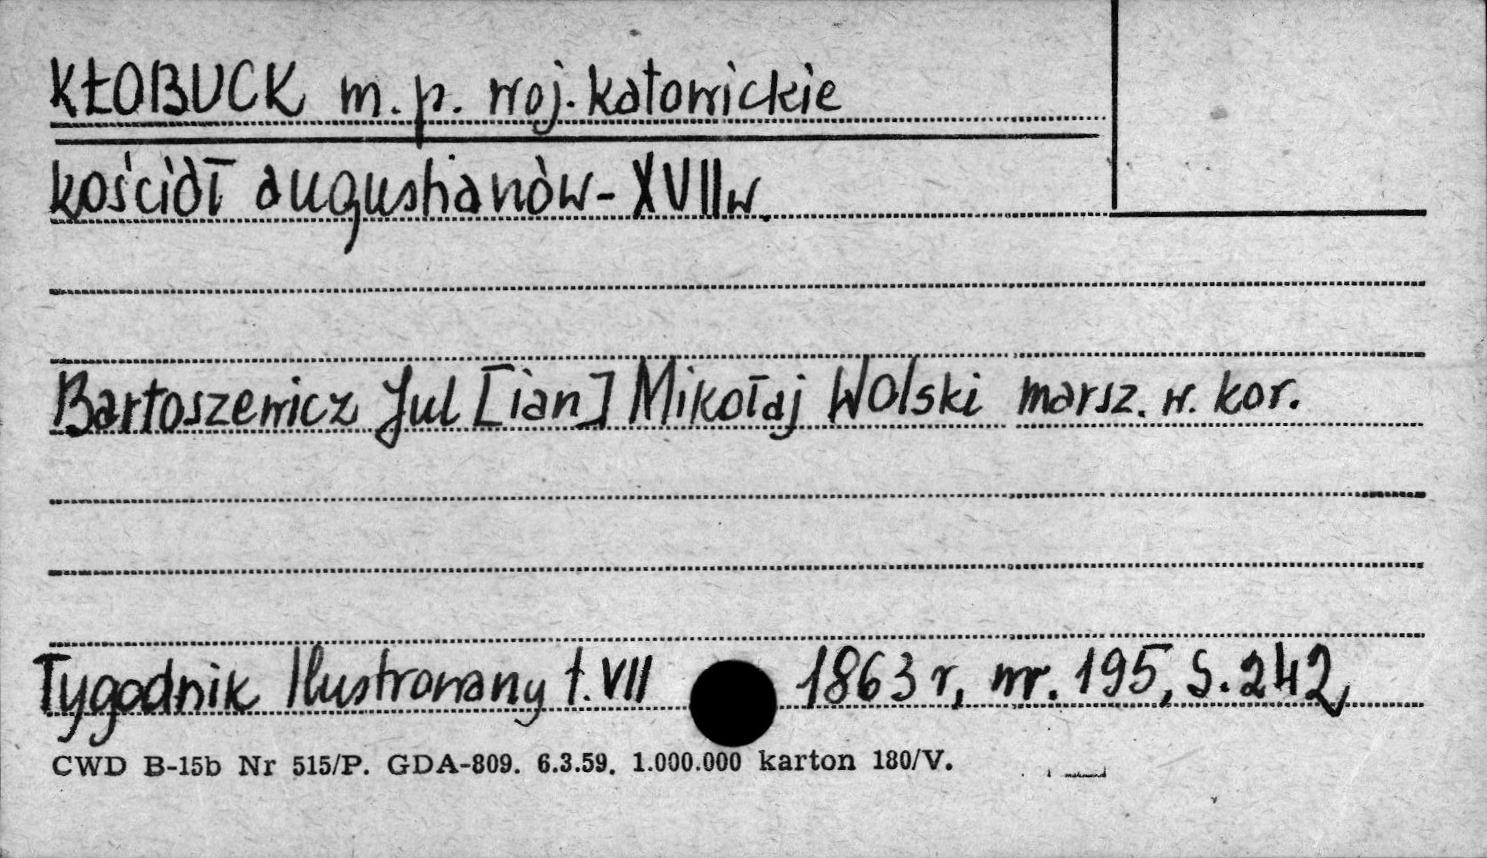 KŁOBUCK m. p. woj. katowickie
kościół augustianów - XVII w.
Bartoszewicz Jul [ian] Mikołaj Wolski marsz. w. kor.
Tygodnik Ilustrowany t. VII 1863 r, nr. 195, S. 242,
CWD B-15b Nr 515/P. GDA-809. 6.3.59. 1.000.000 karton 180/V.